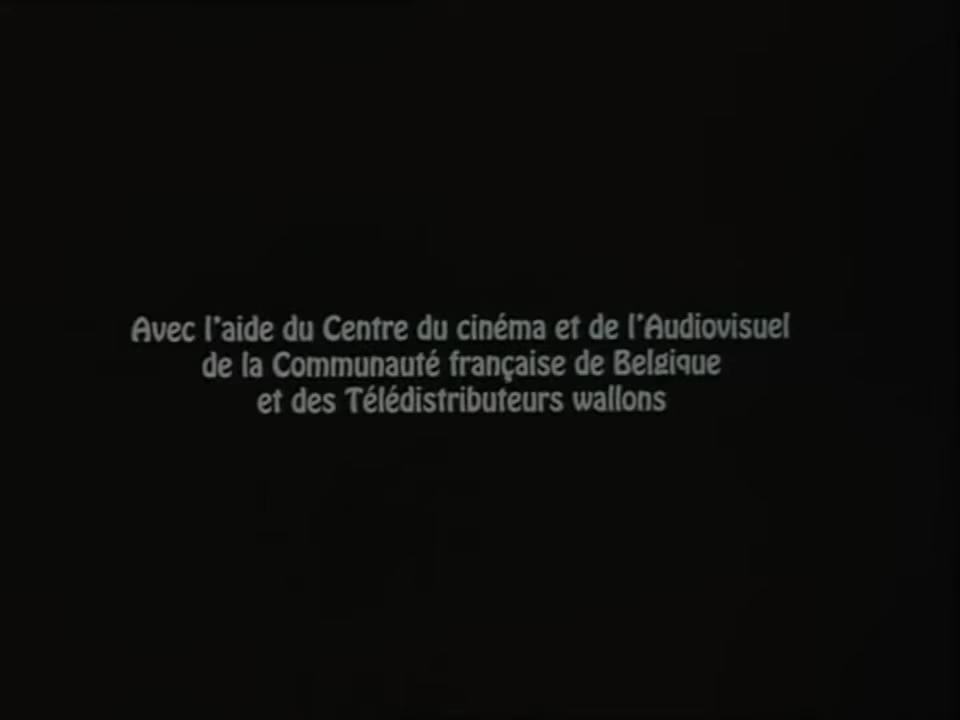 Avec l'aide du Centre du cinéma et de l'Audiovisuel
de la Communauté française de Belgique
et des Télédistributeurs wallons